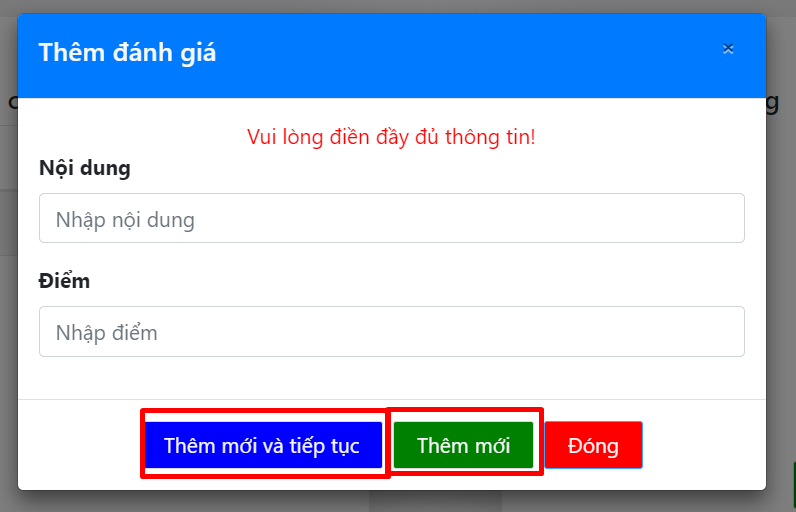 Thêm đánh giá
×
Vui lòng điền đầy đủ thông tin!
Nội dung
Nhập nội dung
Điểm
Nhập điểm
Thêm mới và tiếp tục
Thêm mới
Đóng